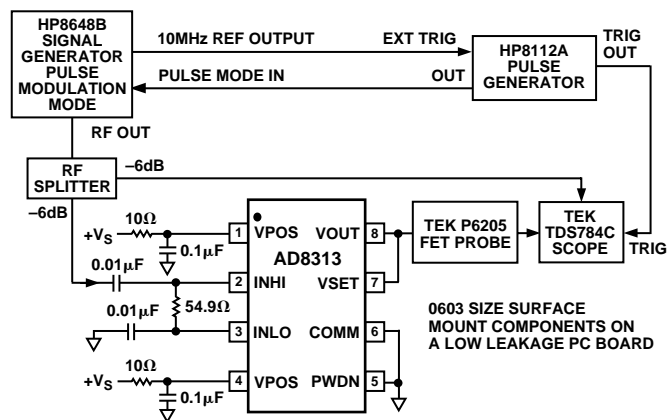 HP8648B
SIGNAL
GENERATOR
PULSE
MODULATION
MODE
10MHz REF OUTPUT
EXT TRIG
PULSE MODE IN
OUT
HP8112A
PULSE
GENERATOR
TRIG
OUT
RF OUT
RF
SPLITTER
–6dB
–6dB
+VS
10Ω
0.1μF
0.01μF
54.9Ω
0.01μF
+VS
10Ω
0.1μF
1 VPOS
2 INHI
3 INLO
4 VPOS
AD8313
VOUT 8
VSET 7
COMM 6
PWDN 5
TEK P6205
FET PROBE
TEK
TDS784C
SCOPE
TRIG
0603 SIZE SURFACE
MOUNT COMPONENTS ON
A LOW LEAKAGE PC BOARD